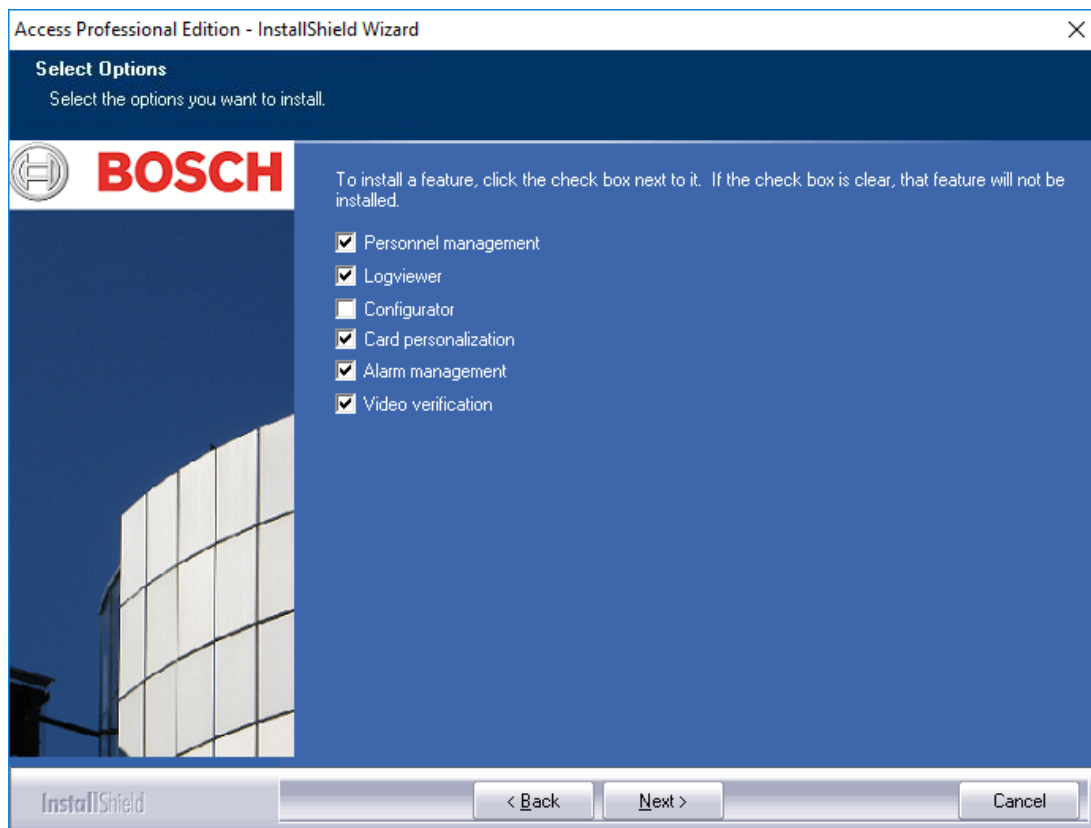 Access Professional Edition - InstallShield Wizard
Select Options
Select the options you want to install.
BOSCH
To install a feature, click the check box next to it. If the check box is clear, that feature will not be
installed.
Personnel management
Logviewer
Configurator
Card personalization
Alarm management
Video verification
InstallShield
< Back
Next >
Cancel